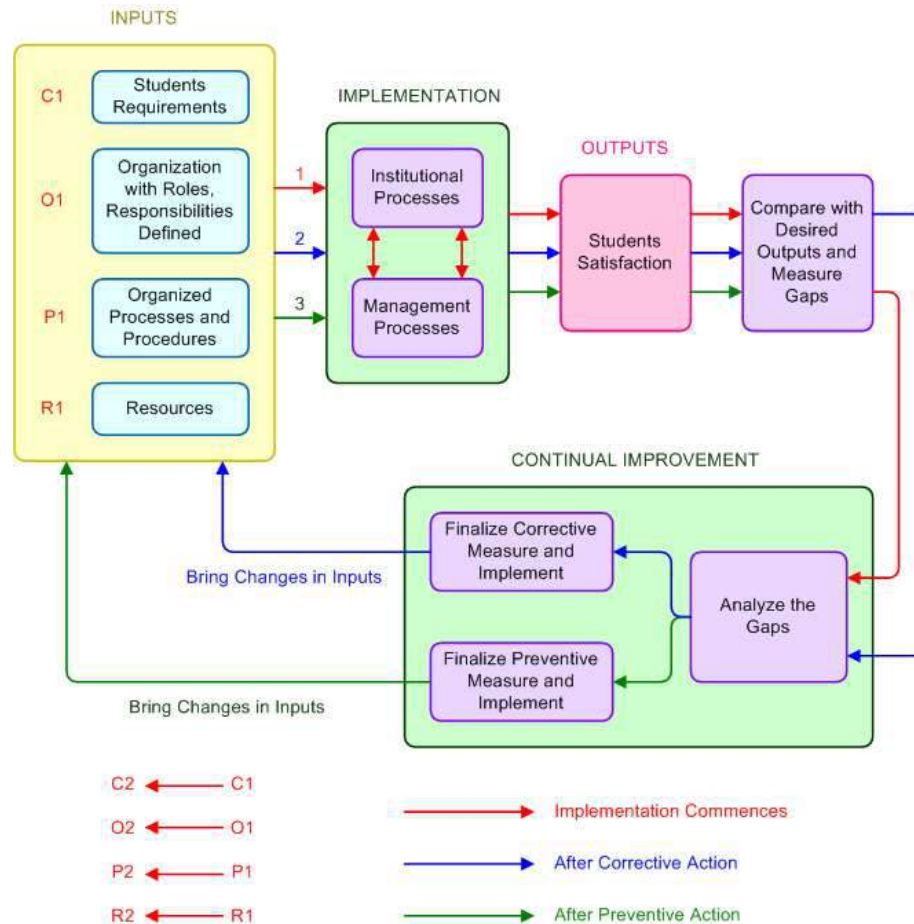 INPUTS
C1
Students
Requirements
O1
Organization
with Roles,
Responsibilities
Defined
P1
Organized
Processes and
Procedures
R1
Resources
1
2
3
IMPLEMENTATION
Institutional
Processes
Management
Processes
OUTPUTS
Students
Satisfaction
Compare with
Desired
Outputs and
Measure
Gaps
CONTINUAL IMPROVEMENT
Finalize Corrective
Measure and
Implement
Analyze the
Gaps
Finalize Preventive
Measure and
Implement
Bring Changes in Inputs
Bring Changes in Inputs
C2 C1
O2 O1
P2 P1
R2 R1
Implementation Commences
After Corrective Action
After Preventive Action